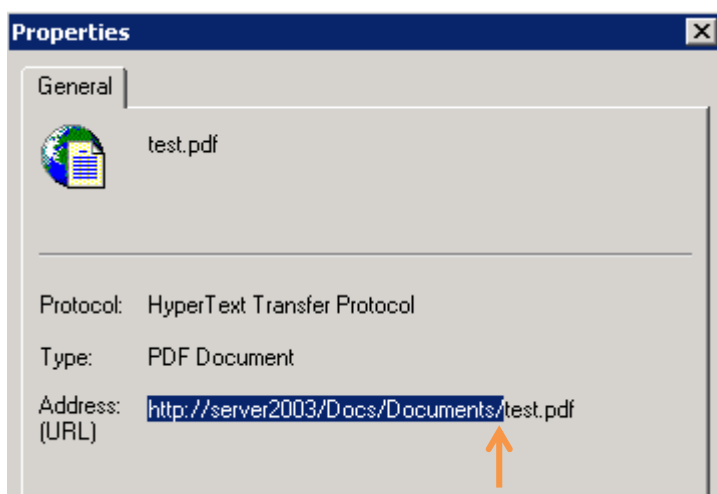 Properties
General
test.pdf
Protocol: HyperText Transfer Protocol
Type: PDF Document
Address: http://server2003/Docs/Documents/test.pdf
(URL)